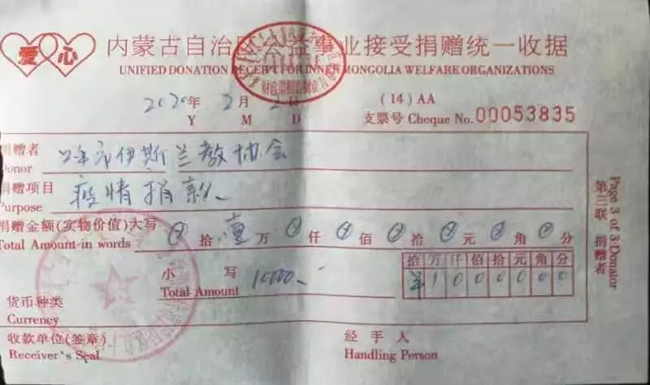 爱心
内蒙古自治区公益事业接受捐赠统一收据
UNIFIED DONATION RECEIPT FOR INNER MONGOLIA WELFARE ORGANIZATIONS
2020年 2月 日
(14) AA
Y M D
支票号 Cheque No. 00053835
捐赠者
Donor
伊斯兰教协会
捐赠项目
Purpose
疫情捐款
捐赠金额(实物价值)大写
Total Amount-in words
拾 壹万 仟 佰 拾 元 角 分
小写
Total Amount 10000
拾 万 仟 佰 拾 元 角 分
1 0 0 0 0 0 0
货币种类
Currency
收款单位(签章)
Receiver's Seal
经手人
Handling Person
第三联 捐赠者
Page 3 of 3:Donator